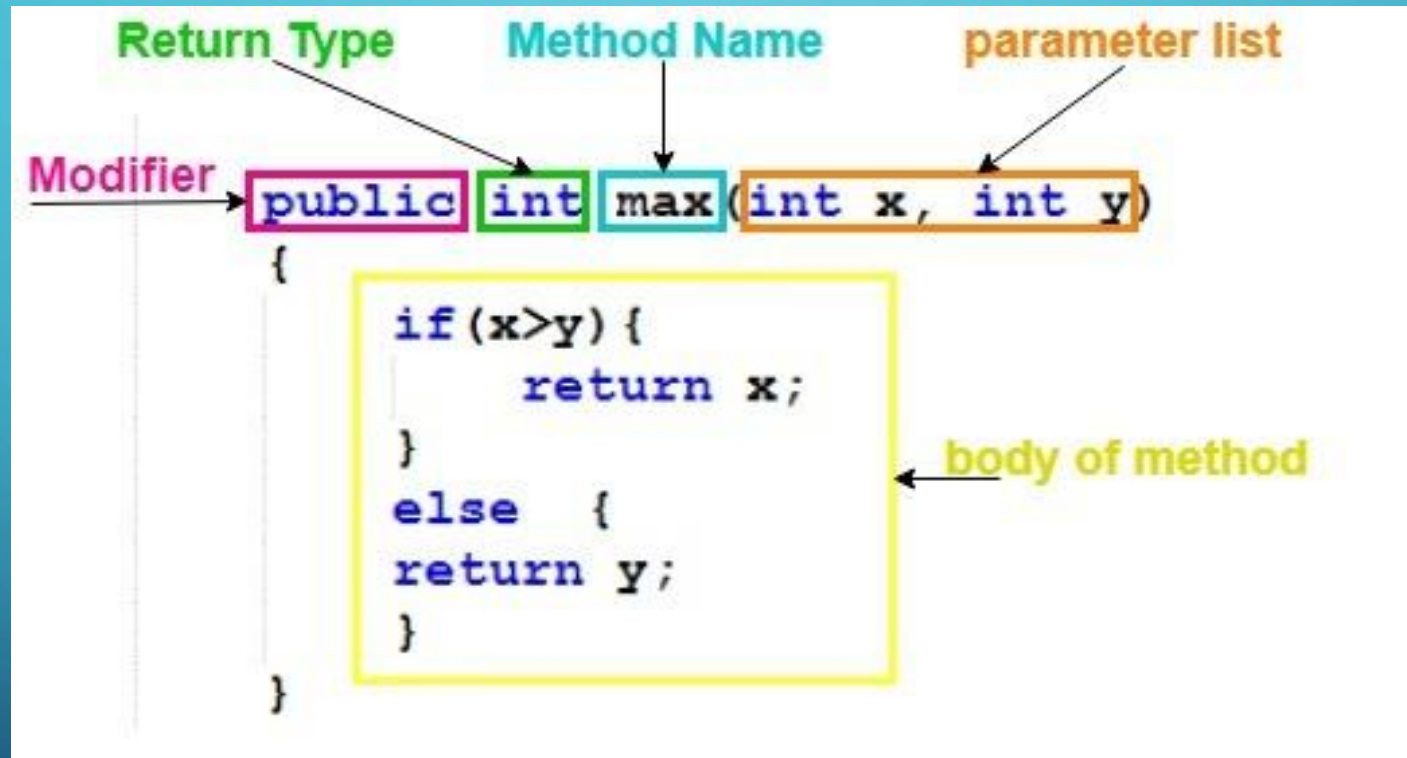 Return Type Method Name parameter list
Modifier
public int max(int x, int y)
{
if(x>y){
return x;
}
body of method
else {
return y;
}
}